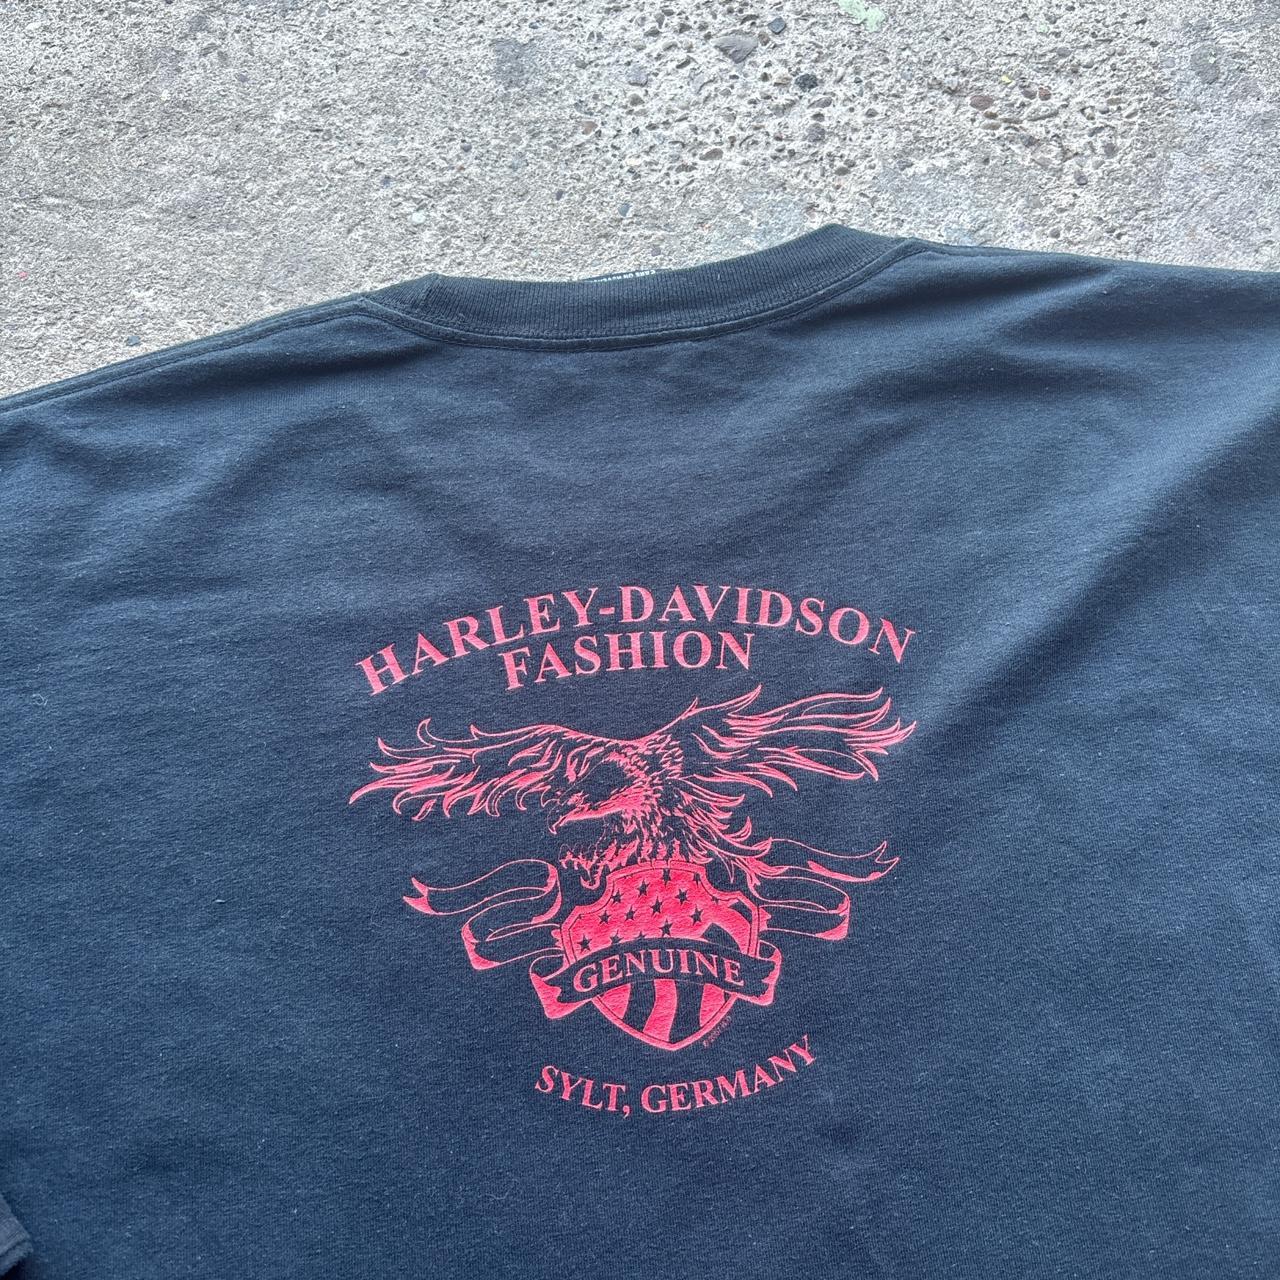 HARLEY-DAVIDSON
FASHION
GENUINE
SYLT, GERMANY